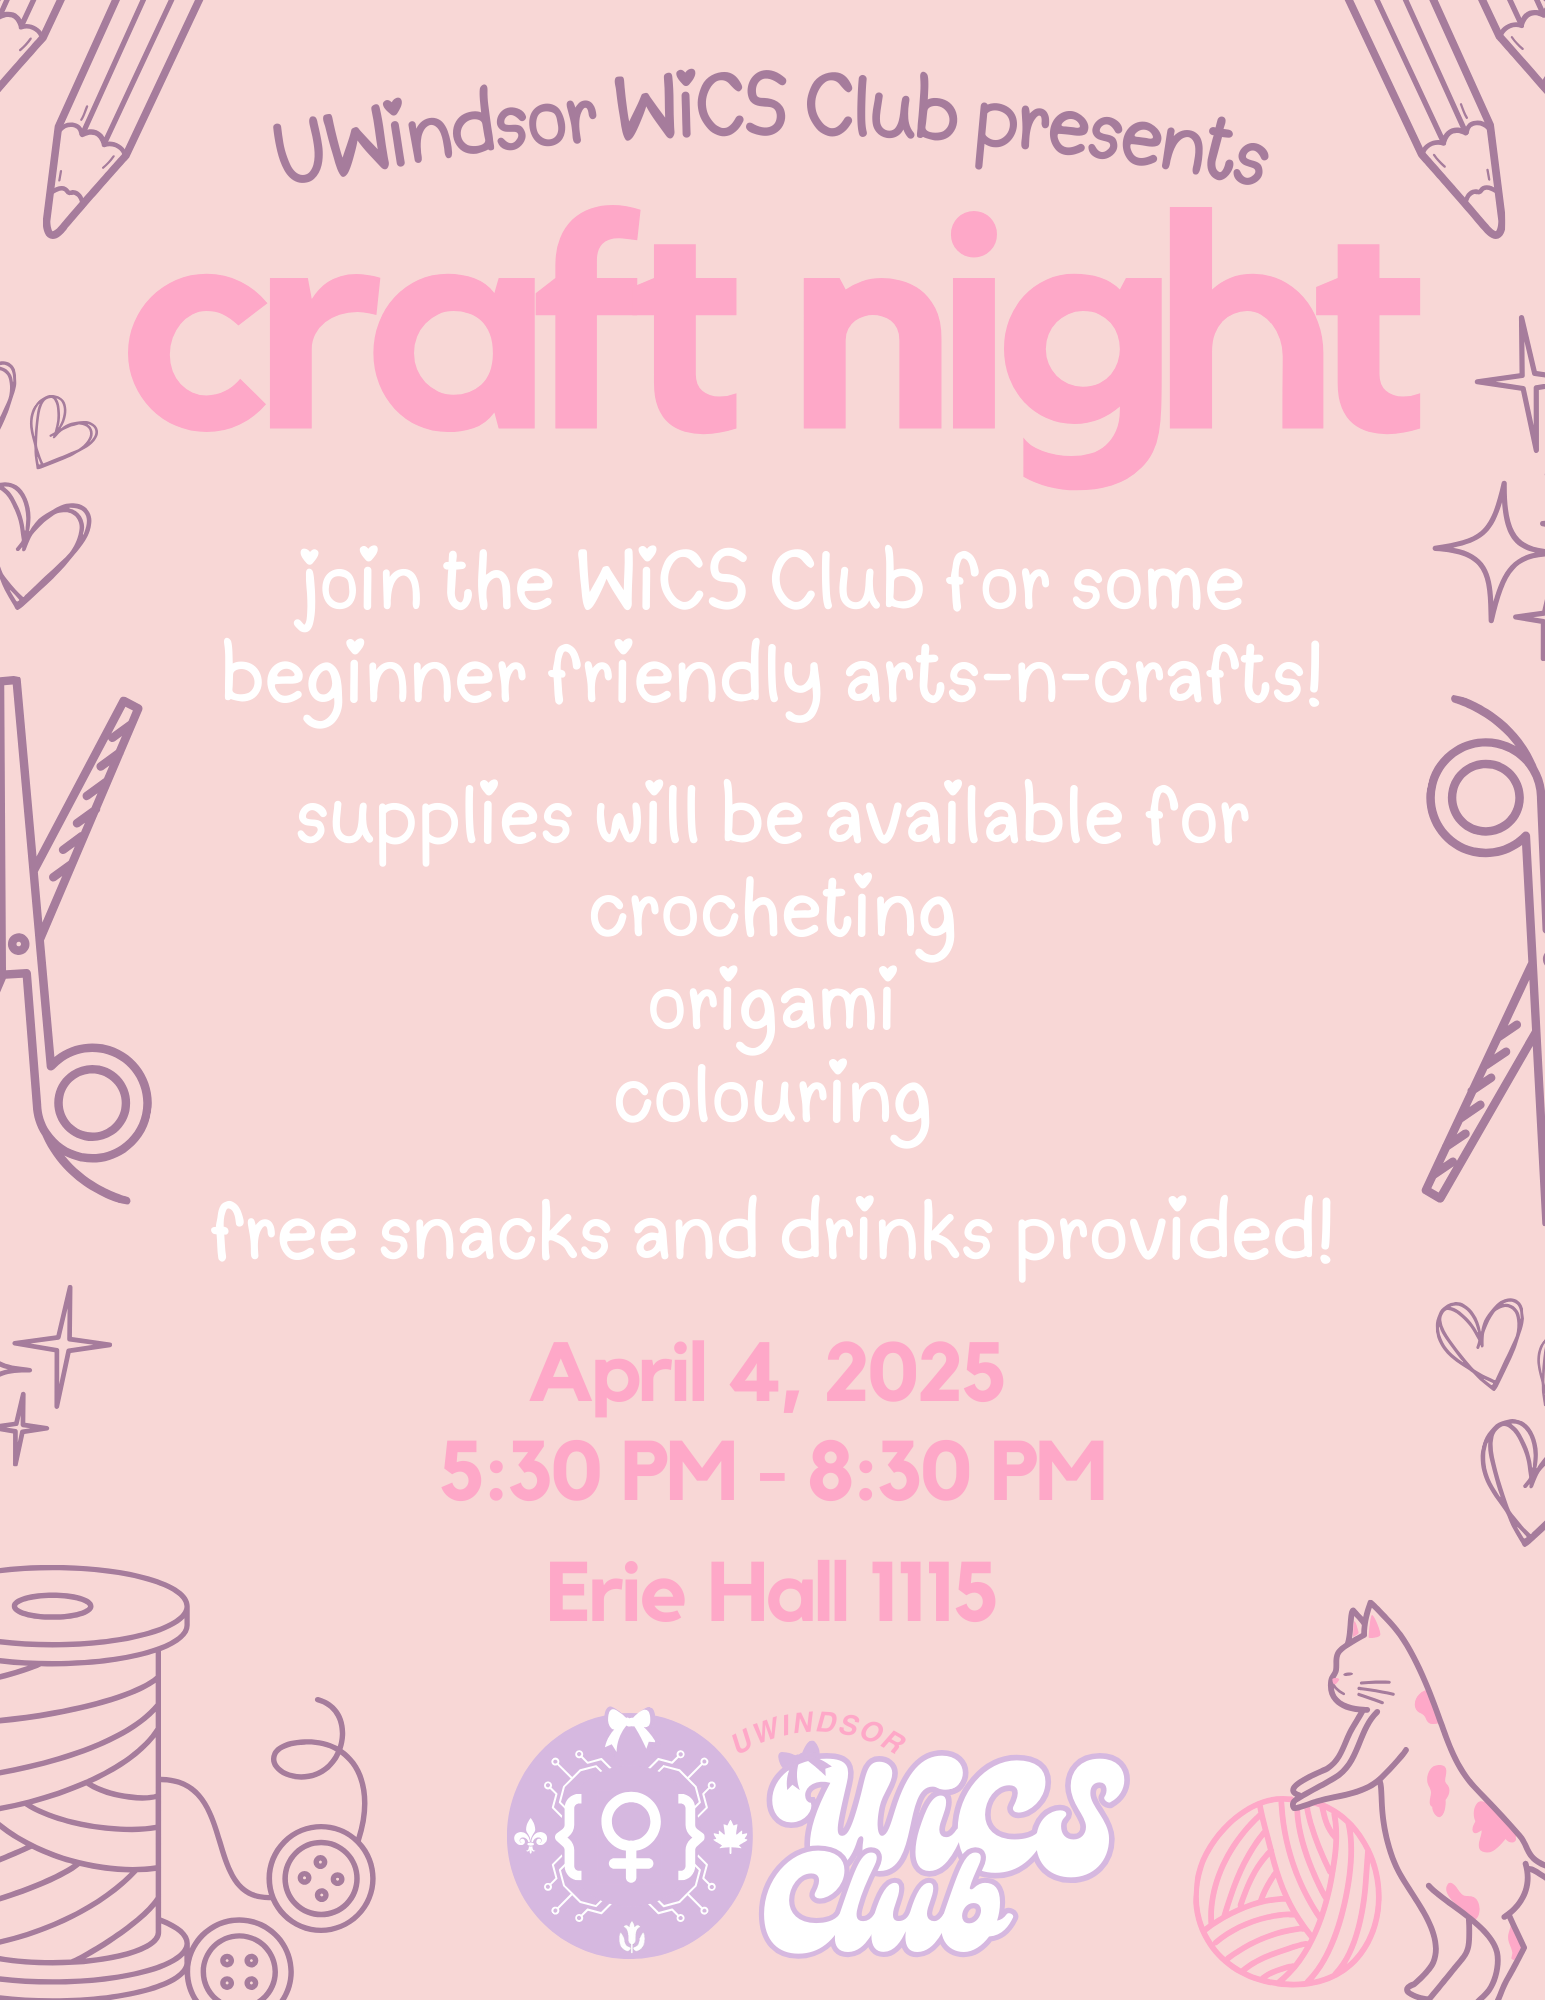 UWindsor WiCS Club presents
craft night
join the WiCS Club for some
beginner friendly arts-n-crafts!
supplies will be available for
crocheting
origami
colouring
free snacks and drinks provided!
April 4, 2025
5:30 PM - 8:30 PM
Erie Hall 1115
UWINDSOR
WiCS
Club